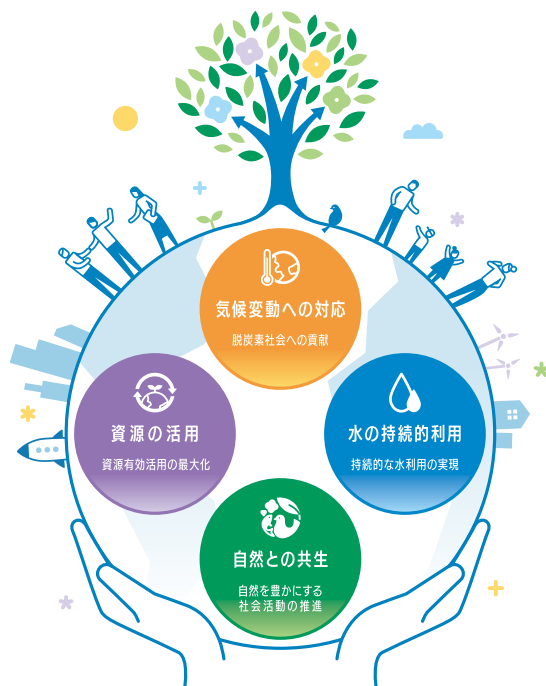 気候変動への対応
脱炭素社会への貢献
資源の活用
資源有効活用の最大化
水の持続的利用
持続的な水利用の実現
自然との共生
自然を豊かにする
社会活動の推進